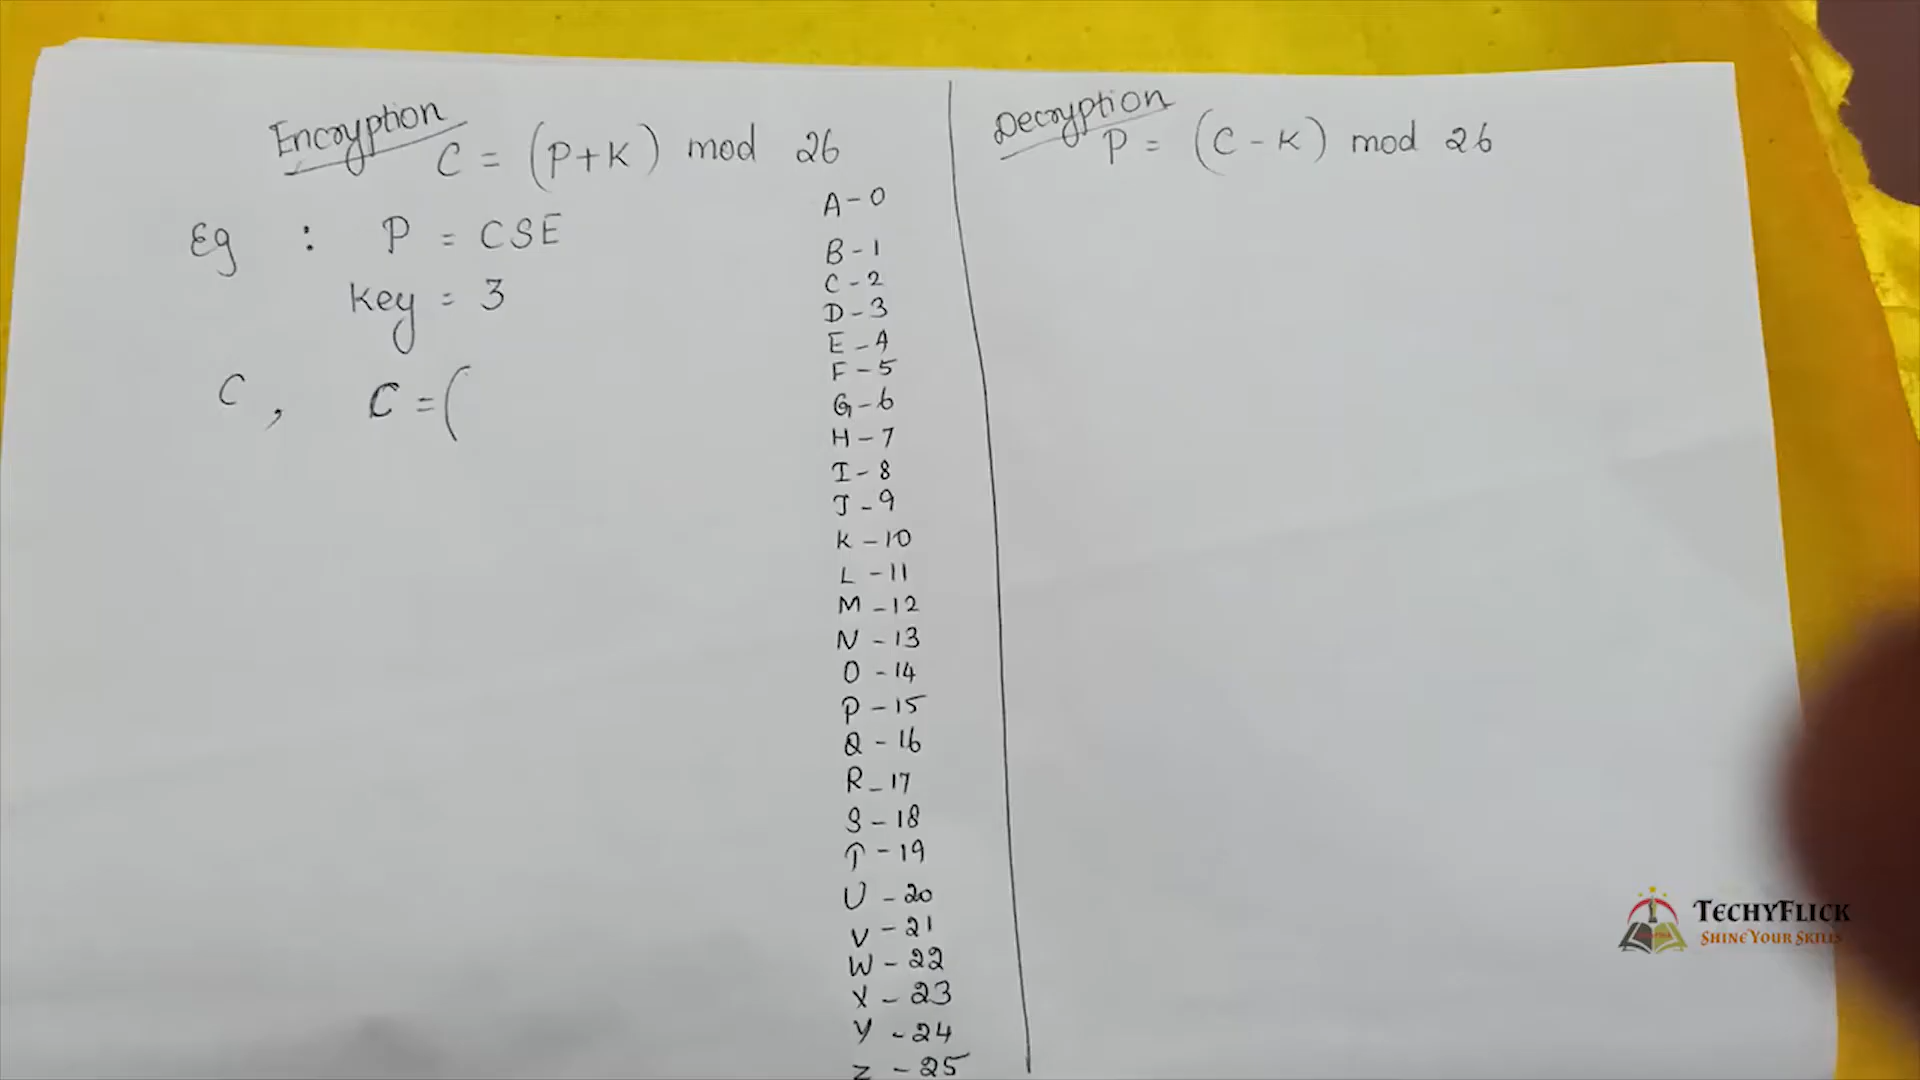 Encryption
C = (P+K) mod 26
Eg : P = CSE
Key = 3
C, C = (
A-0
B-1
C-2
D-3
E-4
F-5
G-6
H-7
I-8
J-9
K-10
L-11
M-12
N-13
O-14
P-15
Q-16
R-17
S-18
T-19
U-20
V-21
W-22
X-23
Y-24
Z-25
Decryption
P = (C-K) mod 26
TECHYFLICK
SHINE YOUR SKILLS